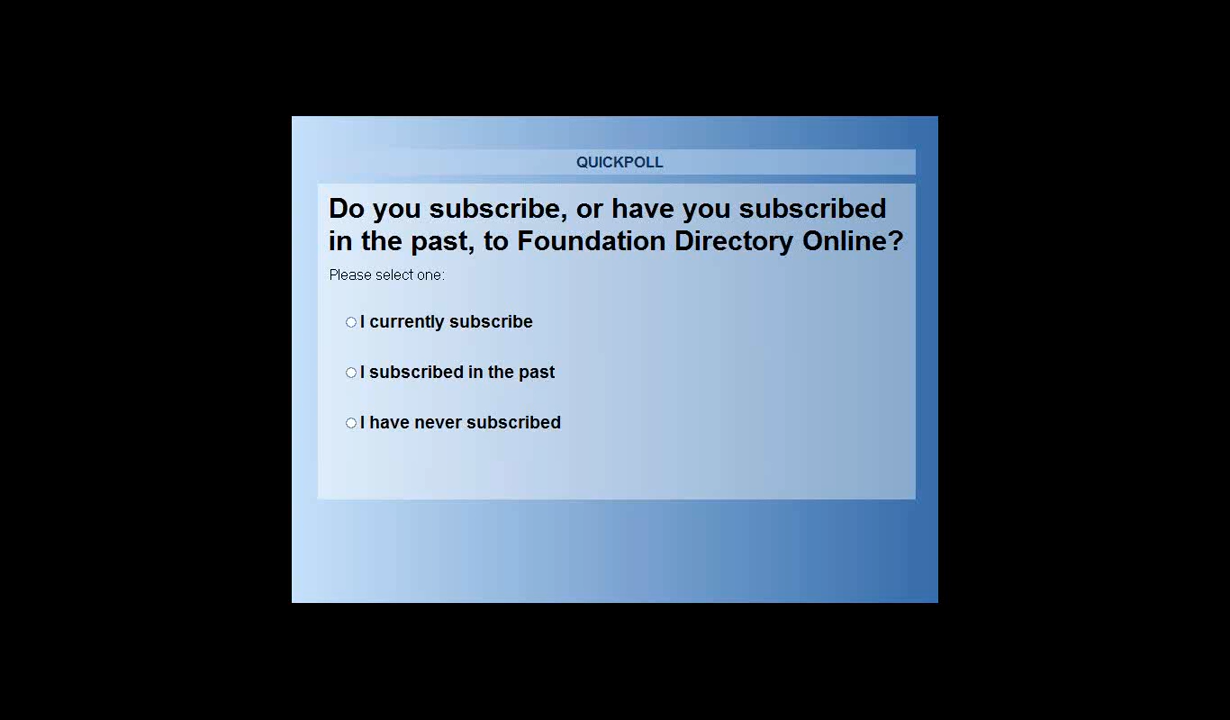 QUICKPOLL
Do you subscribe, or have you subscribed
in the past, to Foundation Directory Online?
Please select one:
I currently subscribe
I subscribed in the past
I have never subscribed